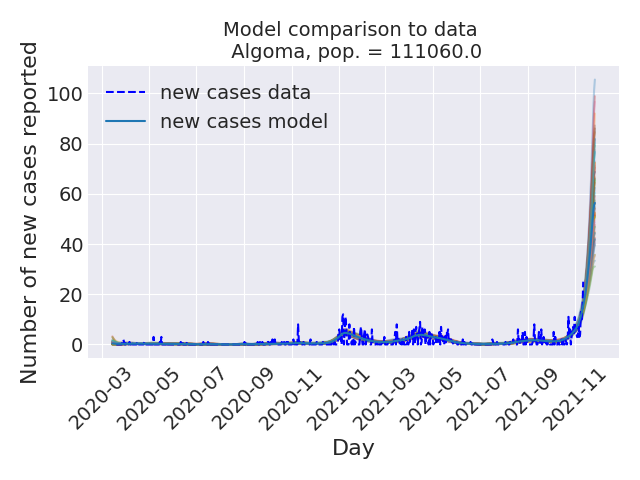 Model comparison to data
Algoma, pop. = 111060.0
Number of new cases reported
100
80
60
40
20
0
new cases data
new cases model
2020-03
2020-05
2020-07
2020-09
2020-11
2021-01
2021-03
2021-05
2021-07
2021-09
2021-11
Day